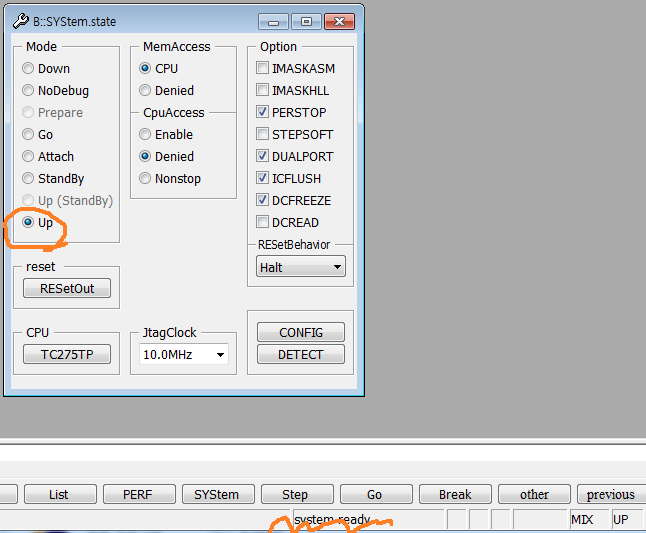 B::SYStem.state
Mode
Down
NoDebug
Prepare
Go
Attach
StandBy
Up (StandBy)
Up
MemAccess
CPU
Denied
CpuAccess
Enable
Denied
Nonstop
Option
IMASKASM
IMASKHLL
PERSTOP
STEPSOFT
DUALPORT
ICFLUSH
DCFREEZE
DCREAD
RESetBehavior
Halt
reset
RESetOut
CPU
TC275TP
JtagClock
10.0MHz
CONFIG
DETECT
List
PERF
SYStem
Step
Go
Break
other
previous
system ready
MIX
UP